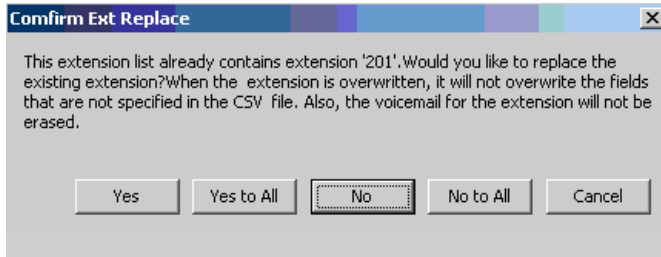 Comfirm Ext Replace
This extension list already contains extension '201'.Would you like to replace the
existing extension?When the  extension is overwritten, it will not overwrite the fields
that are not specified in the CSV  file. Also, the voicemail for the extension will not be
erased.
Yes
Yes to All
No
No to All
Cancel